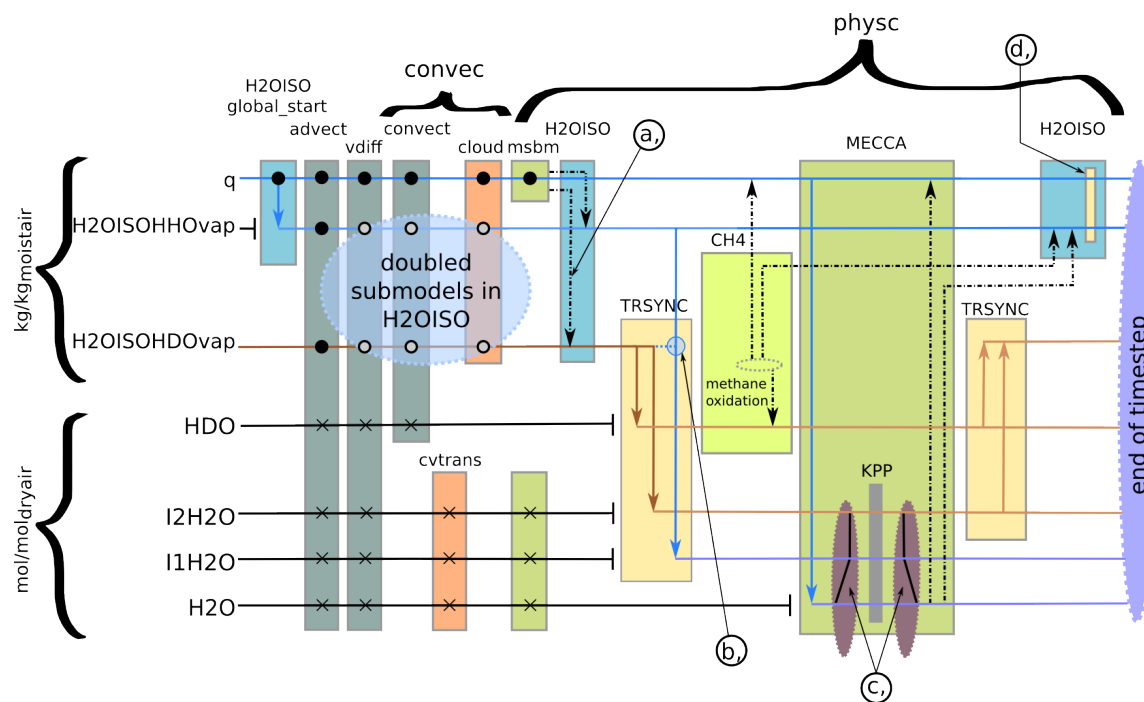 physc
convec
d,
H2OISO
global_start
advect
convect
H2OISO
a,
H2OISO
vdiff
cloud
msbm
MECCA
q
H2OISOHHOvap
CH4
doubled
submodels in
H2OISO
kg/kgmoistair
TRSYNC
TRSYNC
H2OISOHDOvap
methane
oxidation
HDO
end of timestep
cvtrans
KPP
I2H2O
mol/moldryair
I1H2O
H2O
b,
c,